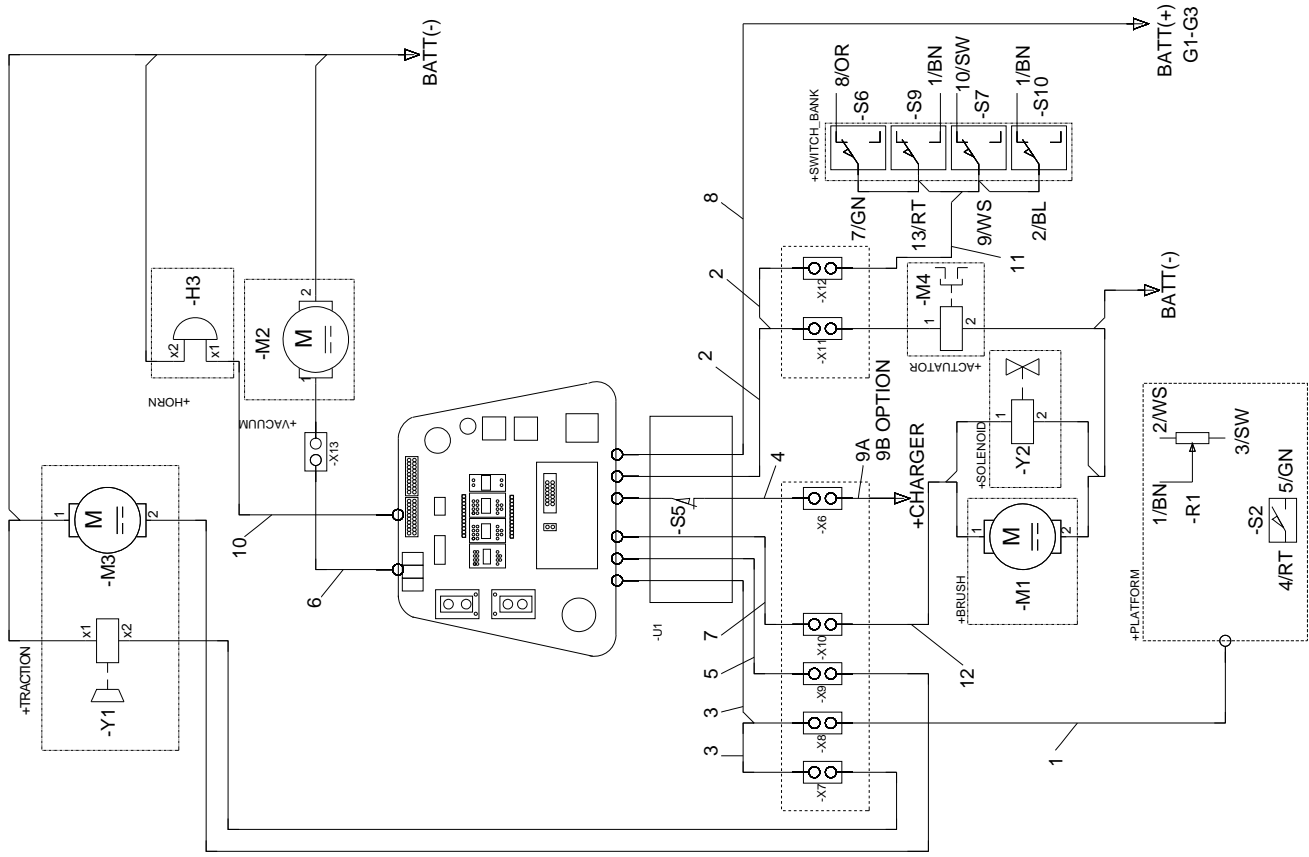 BATT(-)
BATT(+)
G1-G3
8/OR
-S6
-S9
1/BN
10/SW
-S7
1/BN
-S10
+SWITCH_BANK
7/GN
13/RT
9/WS
2/BL
8
2
2
11
-X12
-X11
-M4
1
2
+ACTUATOR
BATT(-)
-H3
x2
x1
+HORN
-M2
M
1
2
+VACUUM
-X13
+TRACTION
-M3
M
1
2
-Y1
x1
x2
10
6
-U1
-S5
4
9A
9B OPTION
+CHARGER
-X6
7
5
3
3
-X10
-X9
-X8
-X7
12
1
+SOLENOID
-Y2
1
2
+BRUSH
-M1
M
1
2
+PLATFORM
1/BN
2/WS
3/SW
-R1
-S2
4/RT
5/GN